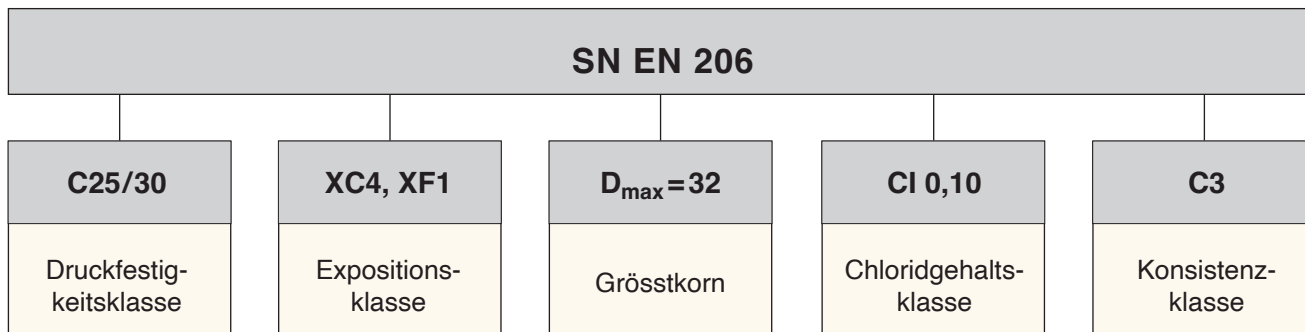 SN EN 206
C25/30
XC4, XF1
Dmax=32
Cl 0,10
C3
Druckfestig-
keitsklasse
Expositions-
klasse
Grösstkorn
Chloridgehalts-
klasse
Konsistenz-
klasse